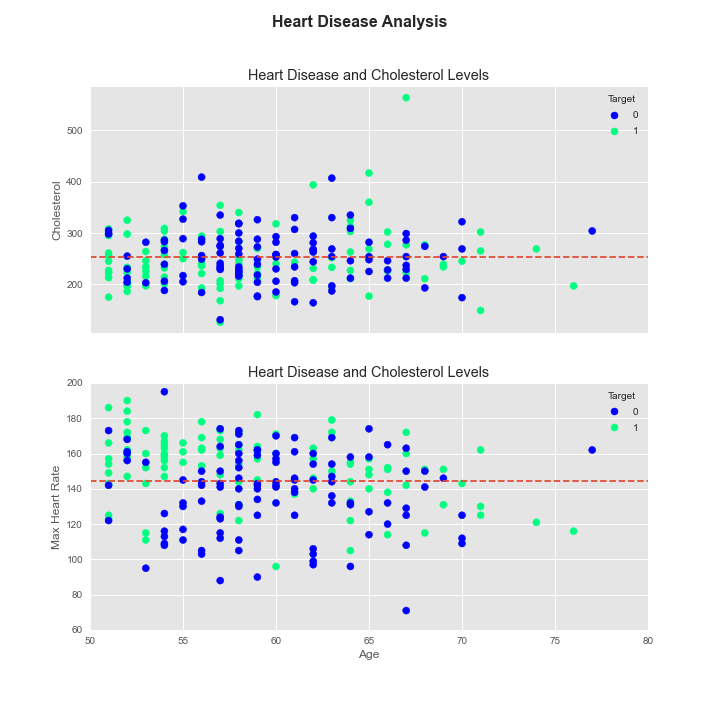 Heart Disease Analysis
Heart Disease and Cholesterol Levels
Target
0
1
Cholesterol
500
400
300
200
Heart Disease and Cholesterol Levels
Target
0
1
Max Heart Rate
200
180
160
140
120
100
80
60
50 55 60 65 70 75 80
Age